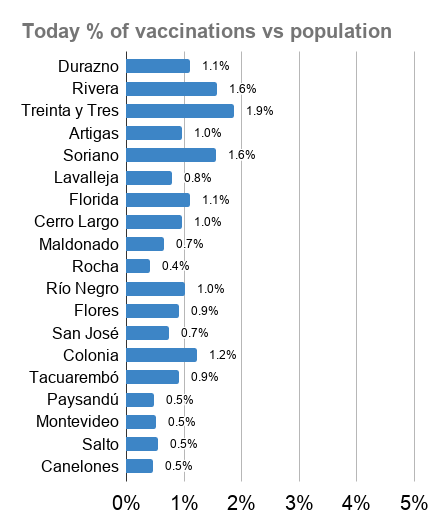 Today % of vaccinations vs population
Durazno 1.1%
Rivera 1.6%
Treinta y Tres 1.9%
Artigas 1.0%
Soriano 1.6%
Lavalleja 0.8%
Florida 1.1%
Cerro Largo 1.0%
Maldonado 0.7%
Rocha 0.4%
Río Negro 1.0%
Flores 0.9%
San José 0.7%
Colonia 1.2%
Tacuarembó 0.9%
Paysandú 0.5%
Montevideo 0.5%
Salto 0.5%
Canelones 0.5%
0% 1% 2% 3% 4% 5%